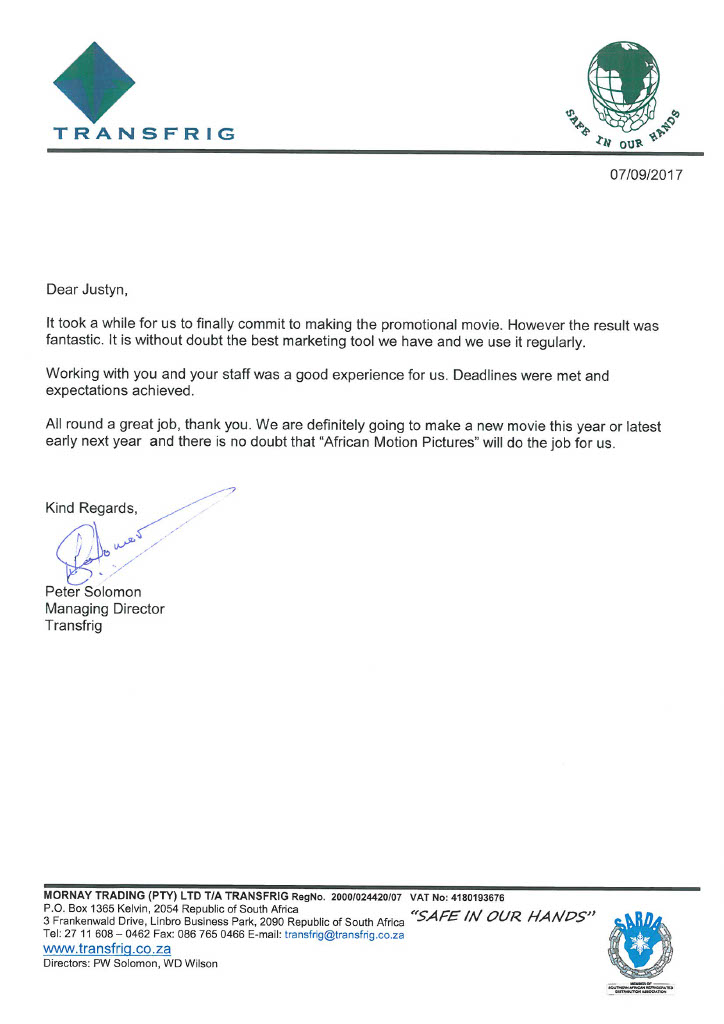 TRANSFRIG
SAFE IN OUR HANDS
07/09/2017
Dear Justyn,
It took a while for us to finally commit to making the promotional movie. However the result was
fantastic. It is without doubt the best marketing tool we have and we use it regularly.
Working with you and your staff was a good experience for us. Deadlines were met and
expectations achieved.
All round a great job, thank you. We are definitely going to make a new movie this year or latest
early next year and there is no doubt that “African Motion Pictures” will do the job for us.
Kind Regards,
Solomon
Peter Solomon
Managing Director
Transfrig
MORNAY TRADING (PTY) LTD T/A TRANSFRIG RegNo. 2000/024420/07 VAT No: 4180193676
P.O. Box 1365 Kelvin, 2054 Republic of South Africa
3 Frankenwald Drive, Linbro Business Park, 2090 Republic of South Africa
"SAFE IN OUR HANDS"
Tel: 27 11 608 – 0462 Fax: 086 765 0466 E-mail: transfrig@transfrig.co.za
www.transfrig.co.za
Directors: PW Solomon, WD Wilson
SARDA
MEMBER OF
SOUTHERN AFRICAN REFRIGERATED
DISTRIBUTION ASSOCIATION